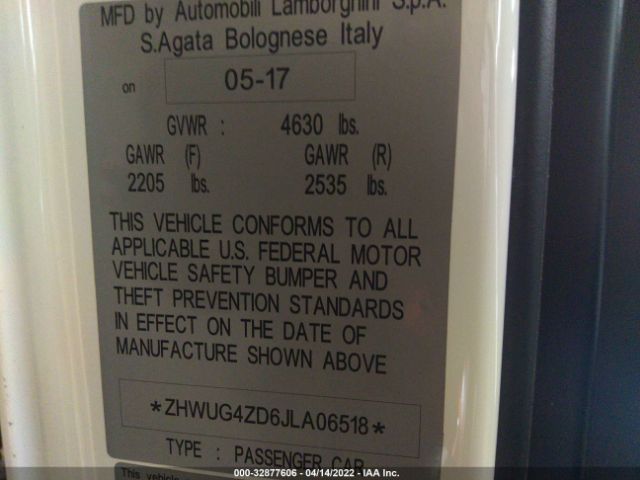 MFD by Automobili Lamborghini S.p.A.
S.Agata Bolognese Italy
on 05-17
GVWR : 4630 lbs.
GAWR (F) GAWR (R)
2205 lbs. 2535 lbs.
THIS VEHICLE CONFORMS TO ALL
APPLICABLE U.S. FEDERAL MOTOR
VEHICLE SAFETY BUMPER AND
THEFT PREVENTION STANDARDS
IN EFFECT ON THE DATE OF
MANUFACTURE SHOWN ABOVE
*ZHWUG4ZD6JLA06518*
TYPE : PASSENGER CAR
This vehicle
000-32877606 - 04/14/2022 - IAA Inc.